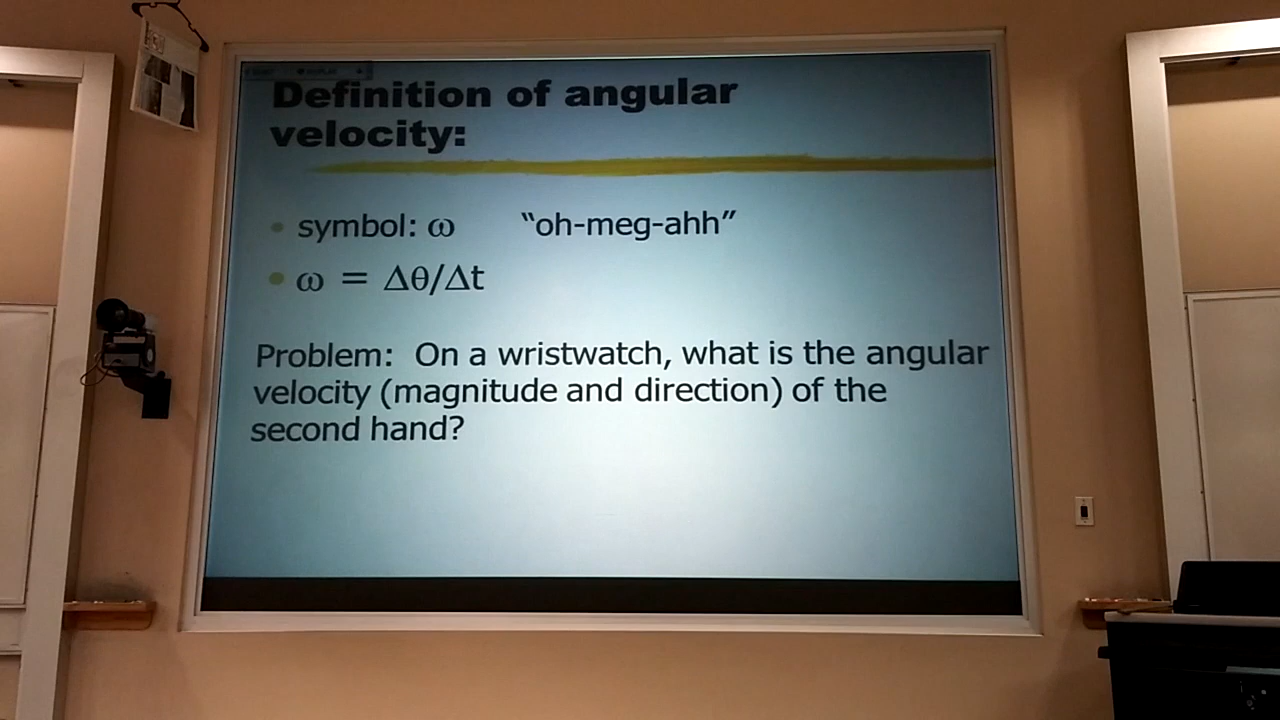 Definition of angular
velocity:
• symbol: ω “oh-meg-ahh”
• ω = Δθ/Δt
Problem: On a wristwatch, what is the angular
velocity (magnitude and direction) of the
second hand?